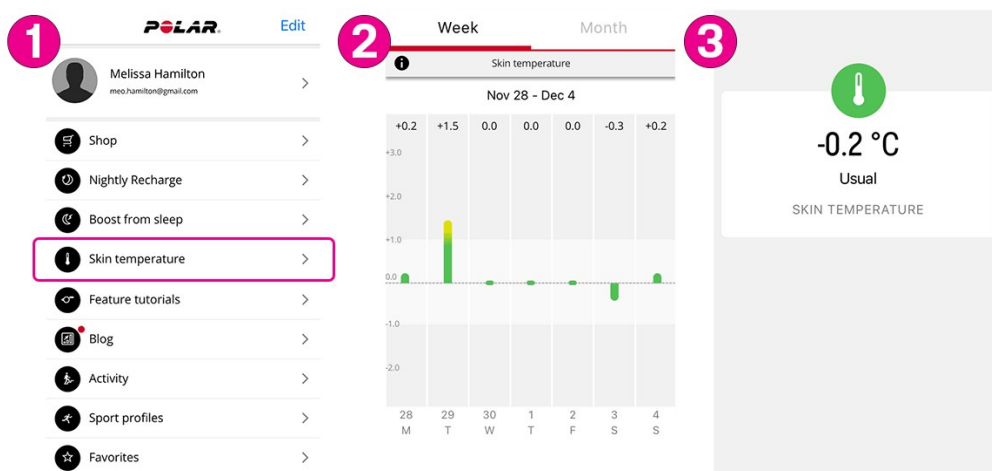 1
POLAR.
Edit
Melissa Hamilton
meo.hamilton@gmail.com
Shop
Nightly Recharge
Boost from sleep
Skin temperature
Feature tutorials
Blog
Activity
Sport profiles
Favorites
2
Week Month
Skin temperature
Nov 28 - Dec 4
+0.2 +1.5 0.0 0.0 0.0 -0.3 +0.2
+3.0
+2.0
+1.0
0.0
-1.0
-2.0
28 29 30 1 2 3 4
M T W T F S S
3
-0.2 °C
Usual
SKIN TEMPERATURE